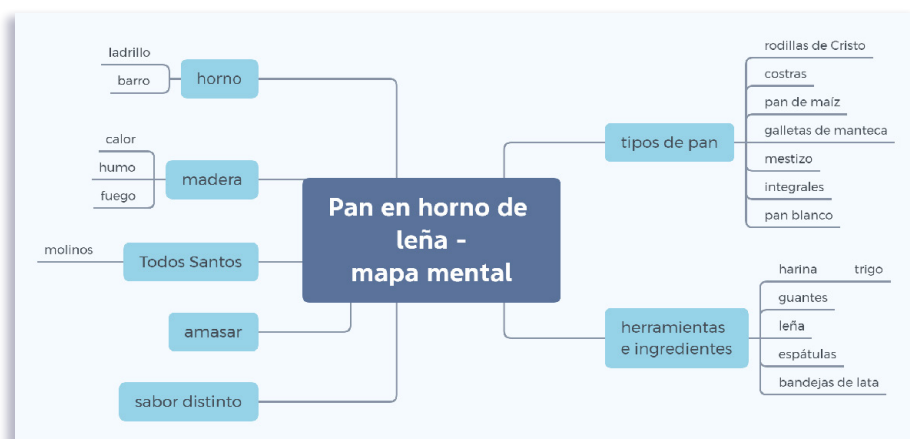 Pan en horno de
leña -
mapa mental
horno
ladrillo
barro
madera
calor
humo
fuego
Todos Santos
molinos
amasar
sabor distinto
tipos de pan
rodillas de Cristo
costras
pan de maíz
galletas de manteca
mestizo
integrales
pan blanco
herramientas
e ingredientes
harina trigo
guantes
leña
espátulas
bandejas de lata